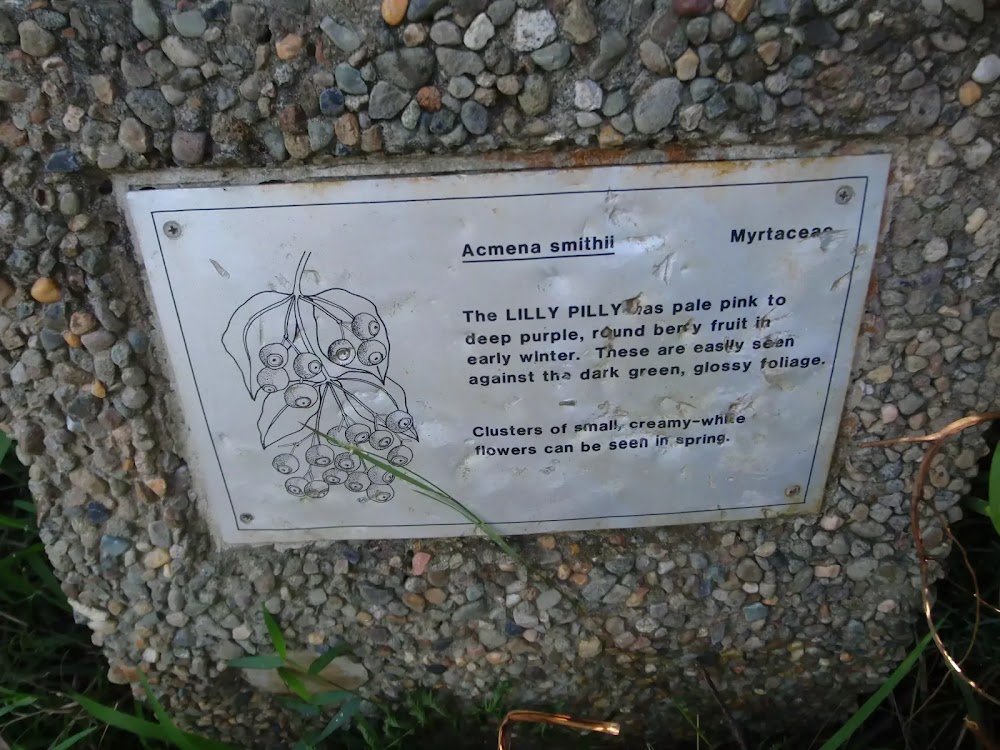 Acmena smithii Myrtaceae
The LILLY PILLY has pale pink to
deep purple, round berry fruit in
early winter. These are easily seen
against the dark green, glossy foliage.
Clusters of small, creamy-white
flowers can be seen in spring.